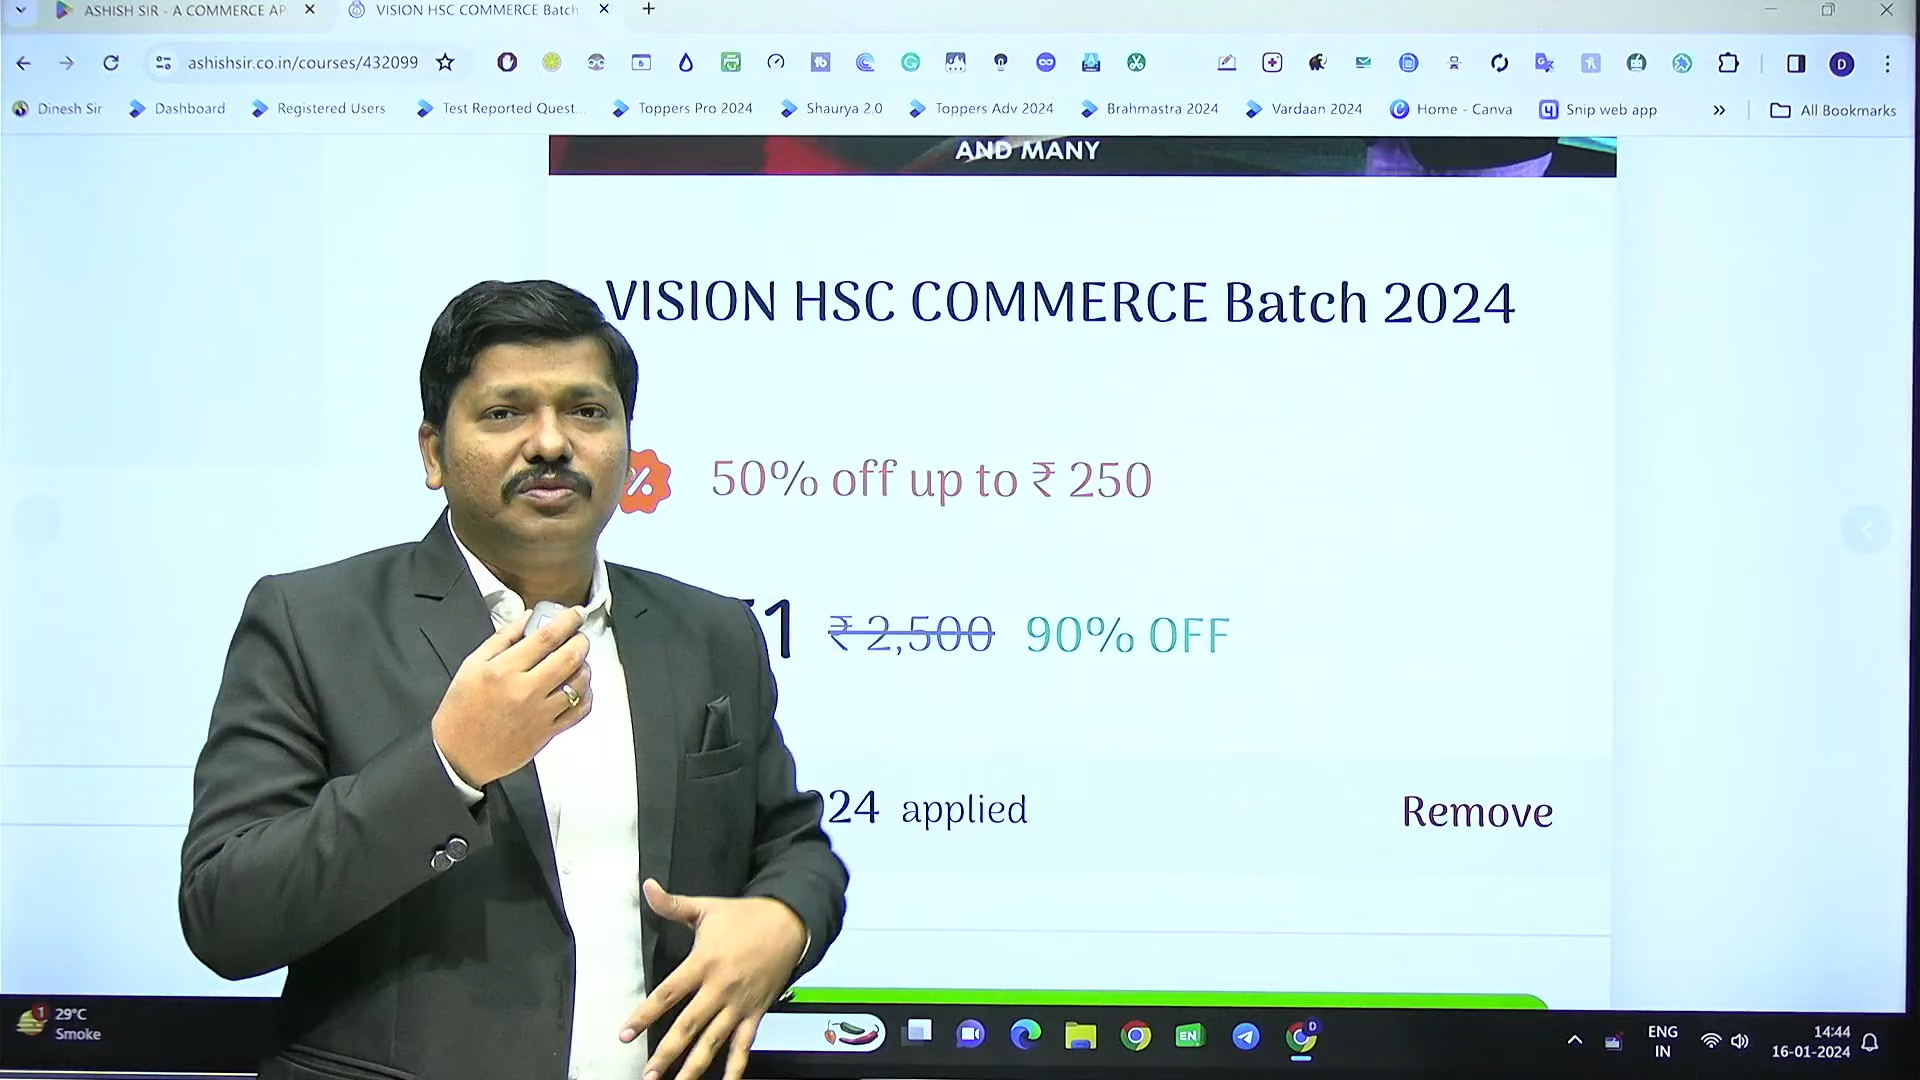 ASHISH SIR - A COMMERCE AP
VISION HSC COMMERCE Batch
ashishsir.co.in/courses/432099
Dinesh Sir
Dashboard
Registered Users
Test Reported Quest...
Toppers Pro 2024
Shaurya 2.0
Toppers Adv 2024
Brahmastra 2024
Vardaan 2024
Home - Canva
Snip web app
All Bookmarks
AND MANY
VISION HSC COMMERCE Batch 2024
% 50% off up to ₹ 250
1 ₹ 2,500 90% OFF
24 applied
Remove
1
29°C
Smoke
EN
D
ENG
IN
14:44
16-01-2024